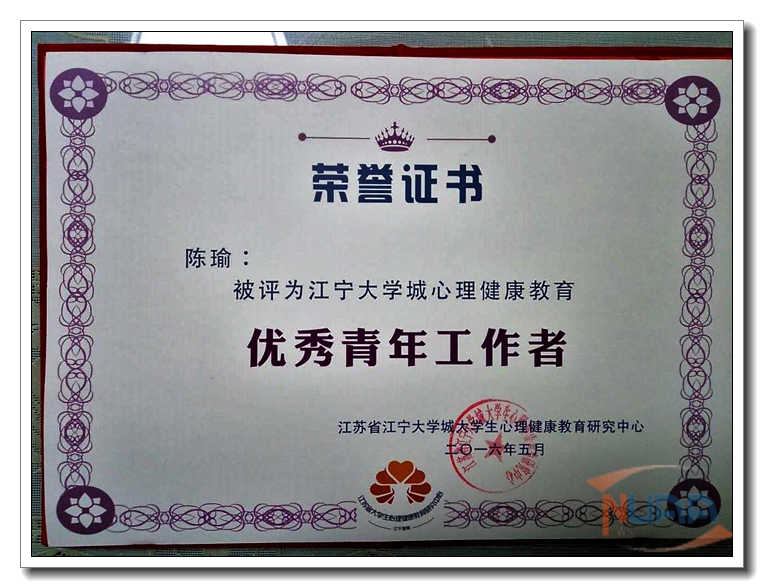 荣誉证书
陈瑜：
被评为江宁大学城心理健康教育
优秀青年工作者
江苏省江宁大学城大学生心理健康教育研究中心
二〇一六年五月